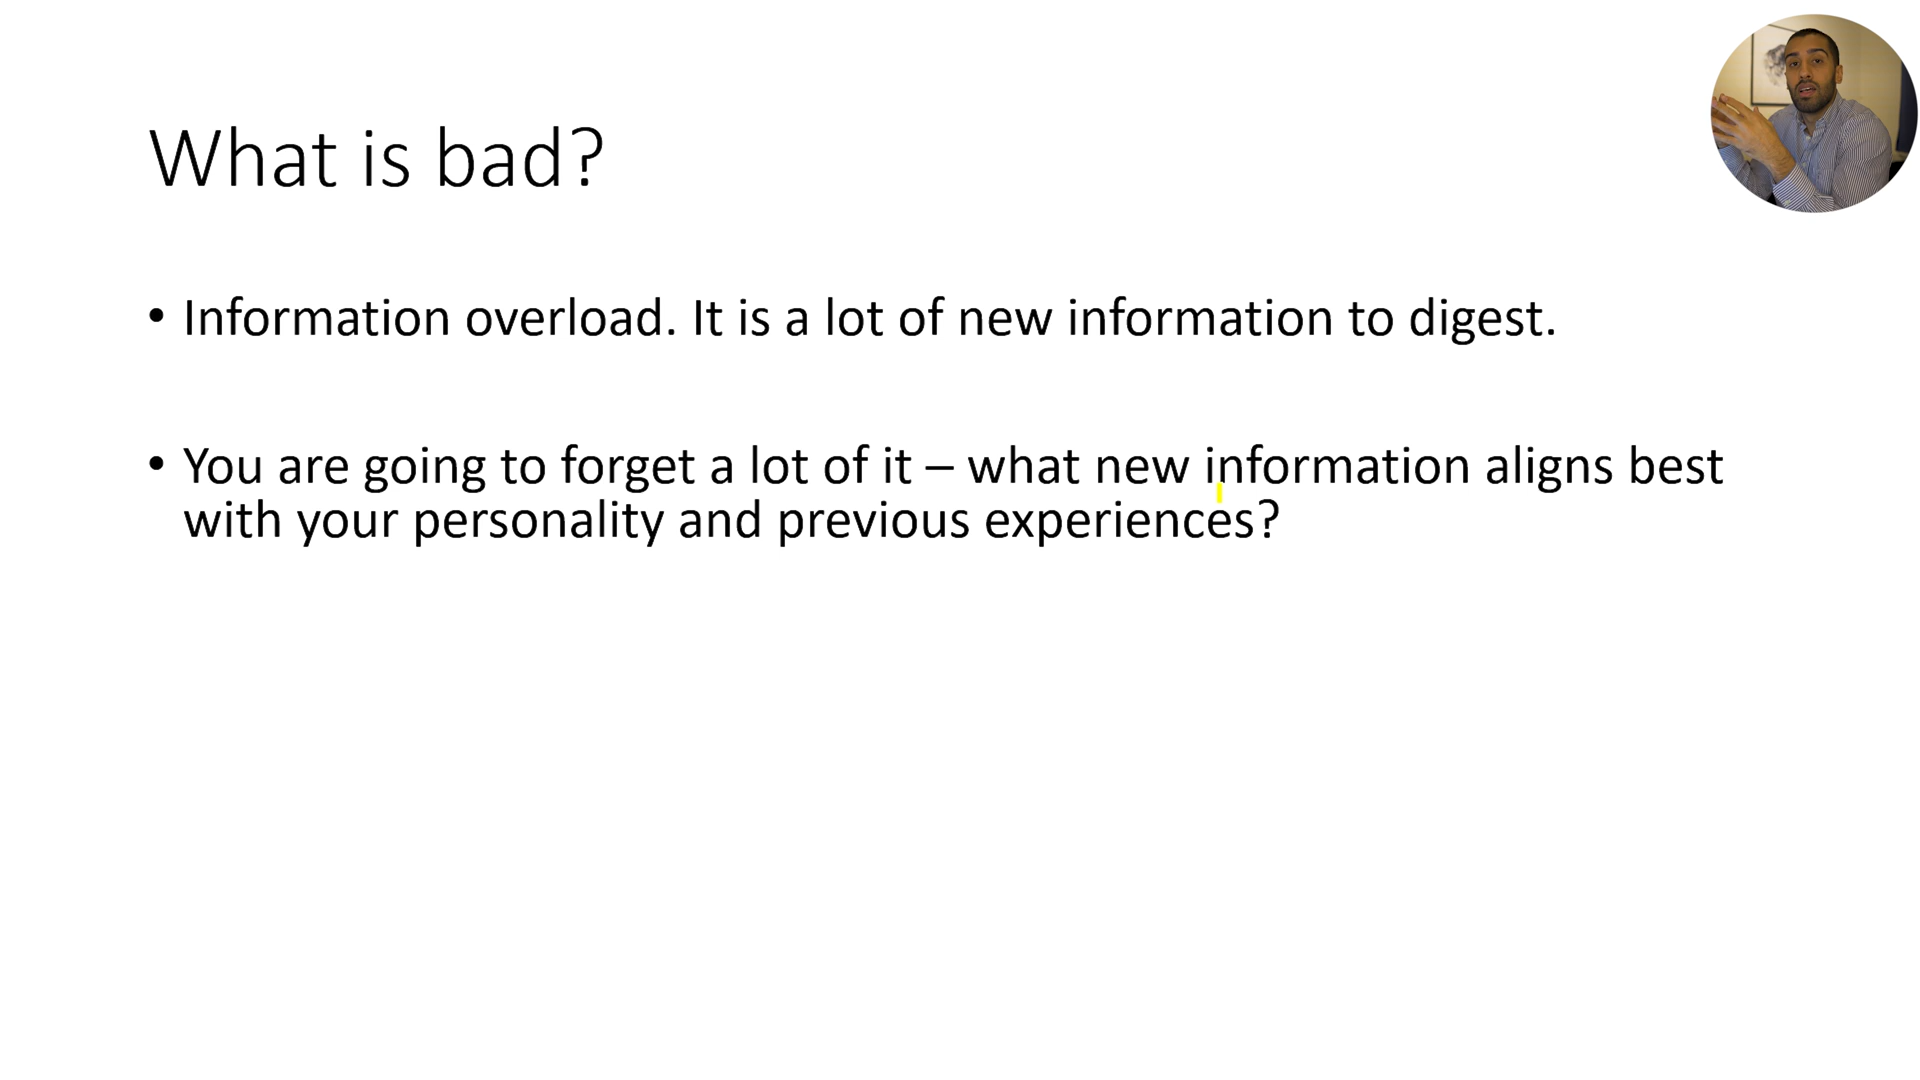 What is bad?
• Information overload. It is a lot of new information to digest.
• You are going to forget a lot of it – what new information aligns best
with your personality and previous experiences?